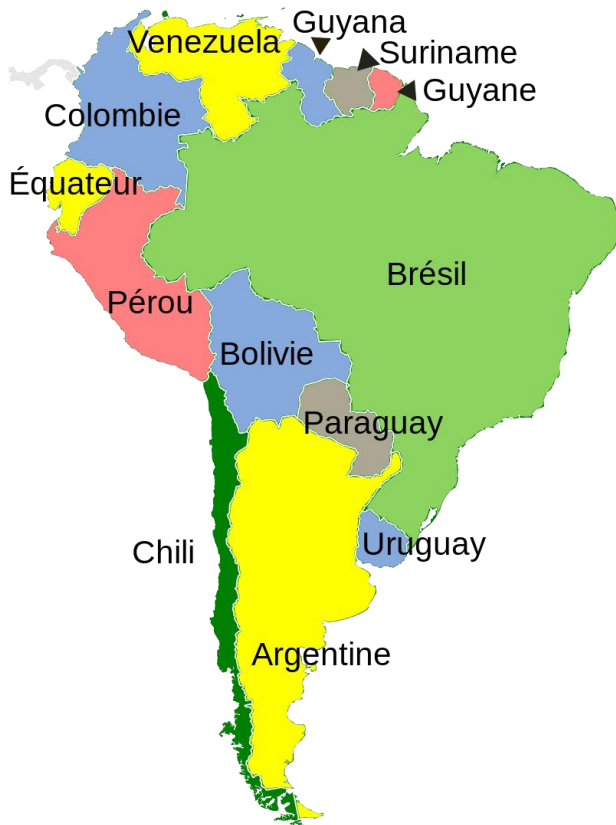 Guyana
Venezuela
Suriname
Guyane
Colombie
Équateur
Brésil
Pérou
Bolivie
Paraguay
Uruguay
Chili
Argentine